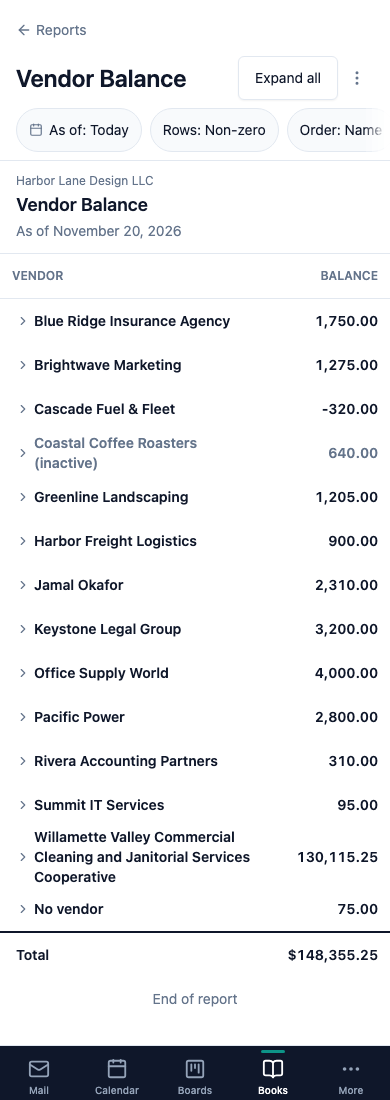 Reports
Vendor Balance
Expand all
As of: Today
Rows: Non-zero
Order: Name
Harbor Lane Design LLC
Vendor Balance
As of November 20, 2026
VENDOR BALANCE
Blue Ridge Insurance Agency 1,750.00
Brightwave Marketing 1,275.00
Cascade Fuel & Fleet -320.00
Coastal Coffee Roasters
(inactive) 640.00
Greenline Landscaping 1,205.00
Harbor Freight Logistics 900.00
Jamal Okafor 2,310.00
Keystone Legal Group 3,200.00
Office Supply World 4,000.00
Pacific Power 2,800.00
Rivera Accounting Partners 310.00
Summit IT Services 95.00
Willamette Valley Commercial
Cleaning and Janitorial Services 130,115.25
Cooperative
No vendor 75.00
Total $148,355.25
End of report
Mail Calendar Boards Books More